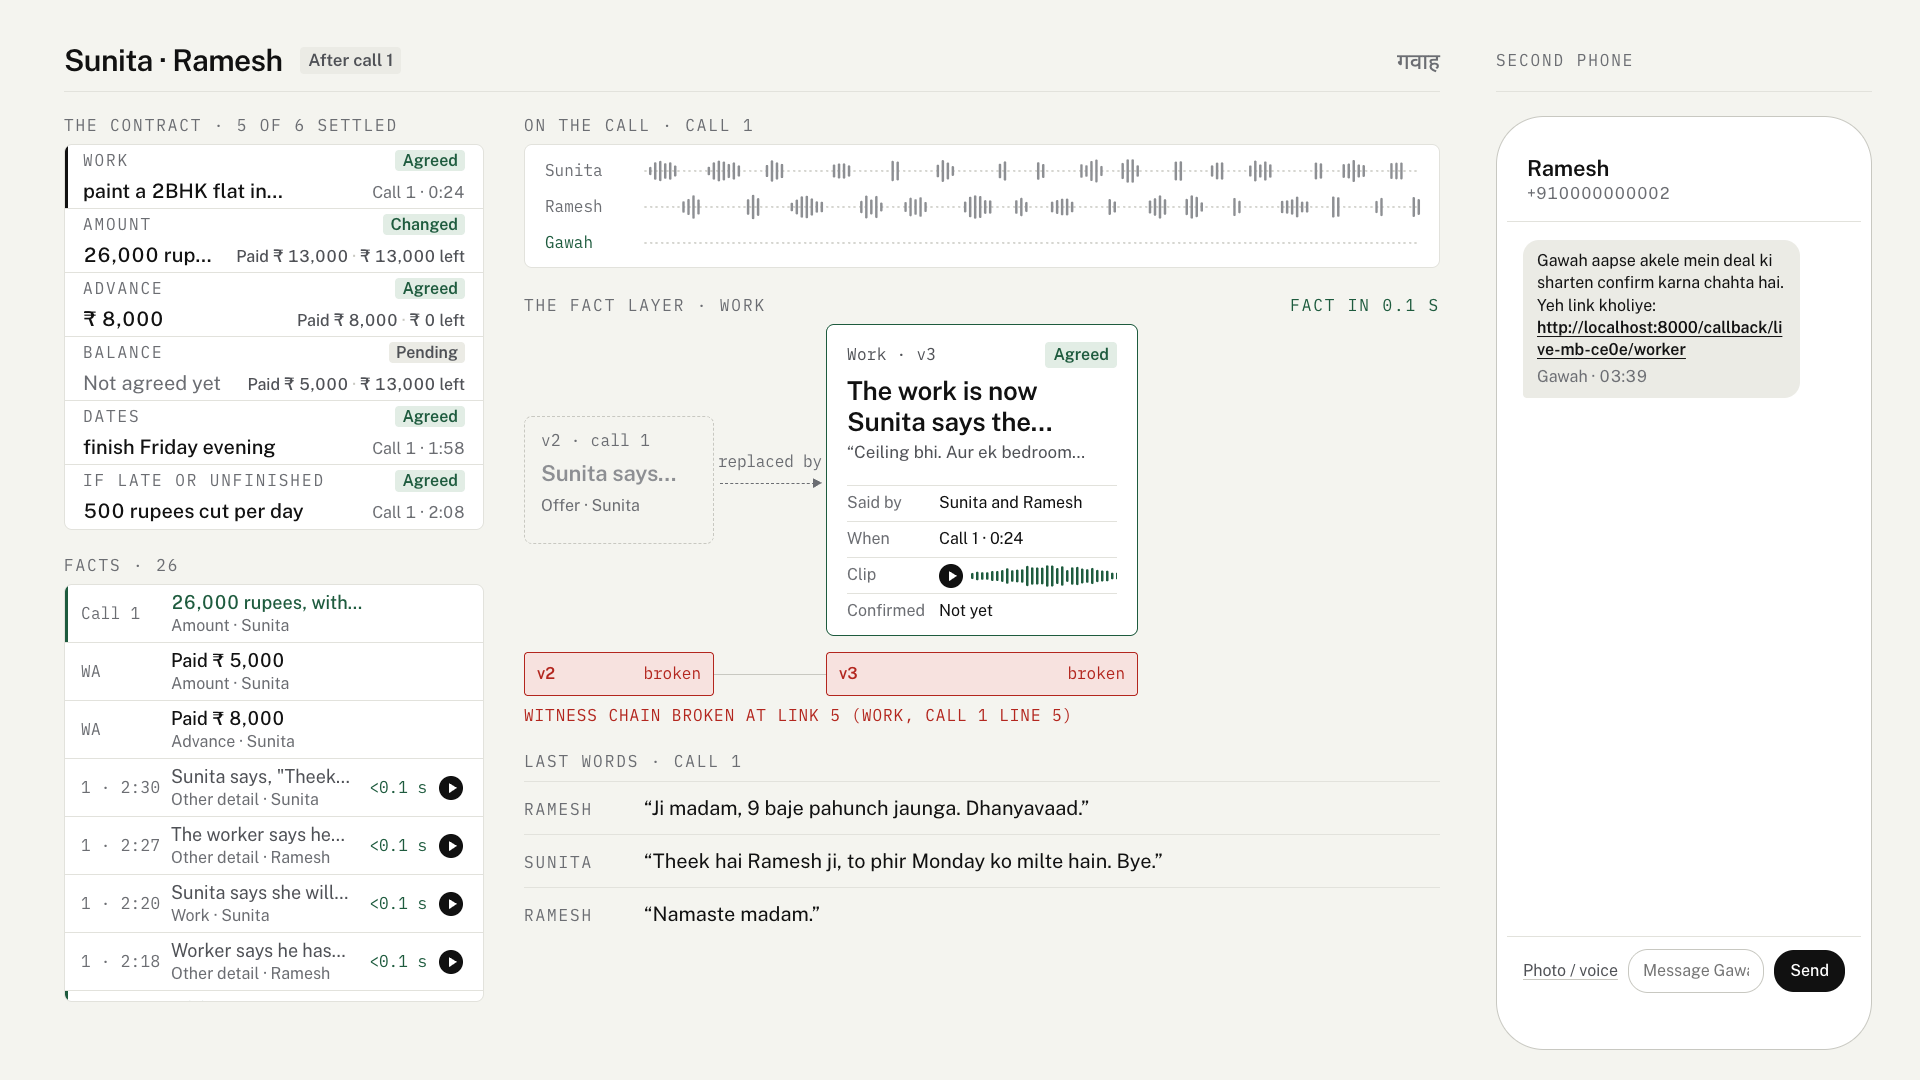 Sunita · Ramesh After call 1
गवाह
THE CONTRACT · 5 OF 6 SETTLED
WORK Agreed
paint a 2BHK flat in... Call 1 · 0:24
AMOUNT Changed
26,000 rup... Paid ₹ 13,000 · ₹ 13,000 left
ADVANCE Agreed
₹ 8,000 Paid ₹ 8,000 · ₹ 0 left
BALANCE Pending
Not agreed yet Paid ₹ 5,000 · ₹ 13,000 left
DATES Agreed
finish Friday evening Call 1 · 1:58
IF LATE OR UNFINISHED Agreed
500 rupees cut per day Call 1 · 2:08
FACTS · 26
Call 1 26,000 rupees, with...
Amount · Sunita
WA Paid ₹ 5,000
Amount · Sunita
WA Paid ₹ 8,000
Advance · Sunita
1 · 2:30 Sunita says, "Theek... <0.1 s
Other detail · Sunita
1 · 2:27 The worker says he... <0.1 s
Other detail · Ramesh
1 · 2:20 Sunita says she will... <0.1 s
Work · Sunita
1 · 2:18 Worker says he has... <0.1 s
Other detail · Ramesh
ON THE CALL · CALL 1
Sunita
Ramesh
Gawah
THE FACT LAYER · WORK FACT IN 0.1 S
v2 · call 1
Sunita says...
Offer · Sunita
replaced by
Work · v3 Agreed
The work is now
Sunita says the...
“Ceiling bhi. Aur ek bedroom...
Said by Sunita and Ramesh
When Call 1 · 0:24
Clip
Confirmed Not yet
v2 broken
v3 broken
WITNESS CHAIN BROKEN AT LINK 5 (WORK, CALL 1 LINE 5)
LAST WORDS · CALL 1
RAMESH “Ji madam, 9 baje pahunch jaunga. Dhanyavaad.”
SUNITA “Theek hai Ramesh ji, to phir Monday ko milte hain. Bye.”
RAMESH “Namaste madam.”
SECOND PHONE
Ramesh
+910000000002
Gawah aapse akele mein deal ki
sharten confirm karna chahta hai.
Yeh link kholiye:
http://localhost:8000/callback/li
ve-mb-ce0e/worker
Gawah · 03:39
Photo / voice Message Gawa Send